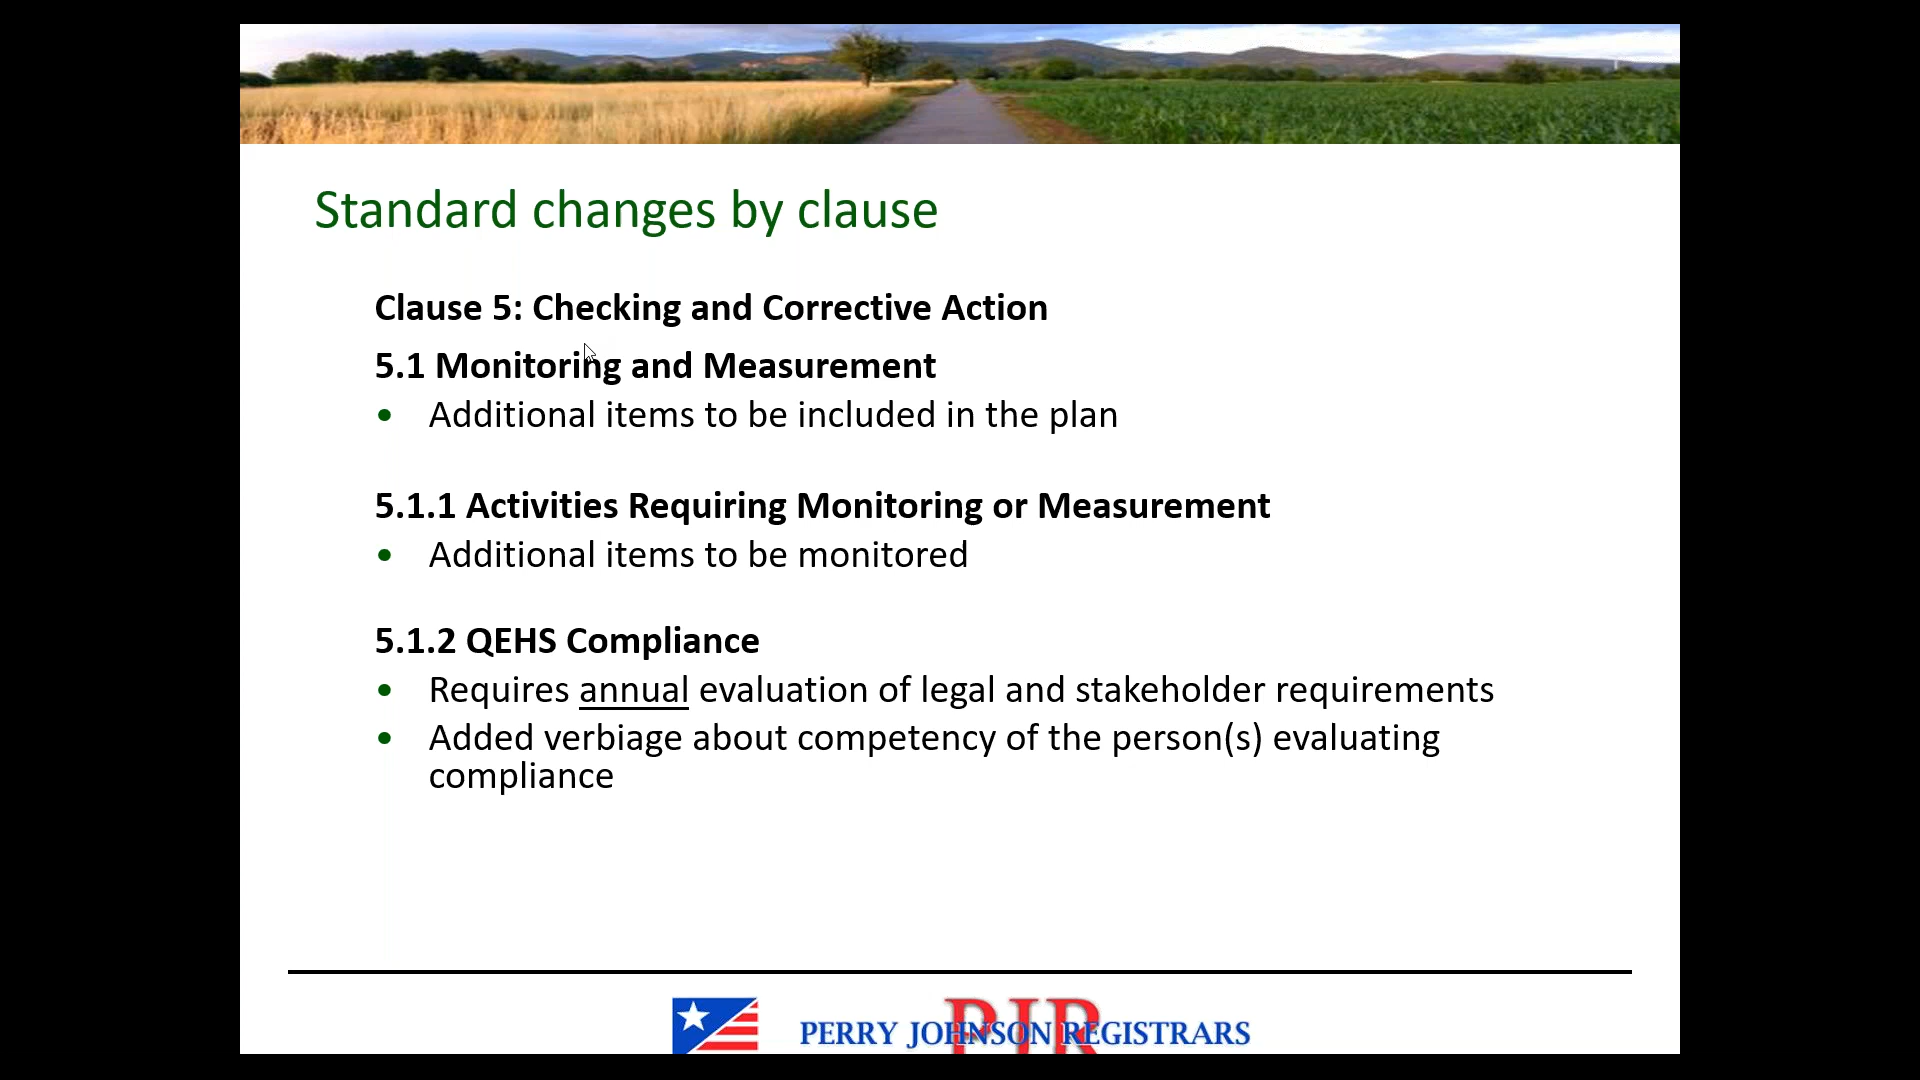 Standard changes by clause
Clause 5: Checking and Corrective Action
5.1 Monitoring and Measurement
• Additional items to be included in the plan
5.1.1 Activities Requiring Monitoring or Measurement
• Additional items to be monitored
5.1.2 QEHS Compliance
• Requires annual evaluation of legal and stakeholder requirements
• Added verbiage about competency of the person(s) evaluating
compliance
PJR
PERRY JOHNSON REGISTRARS